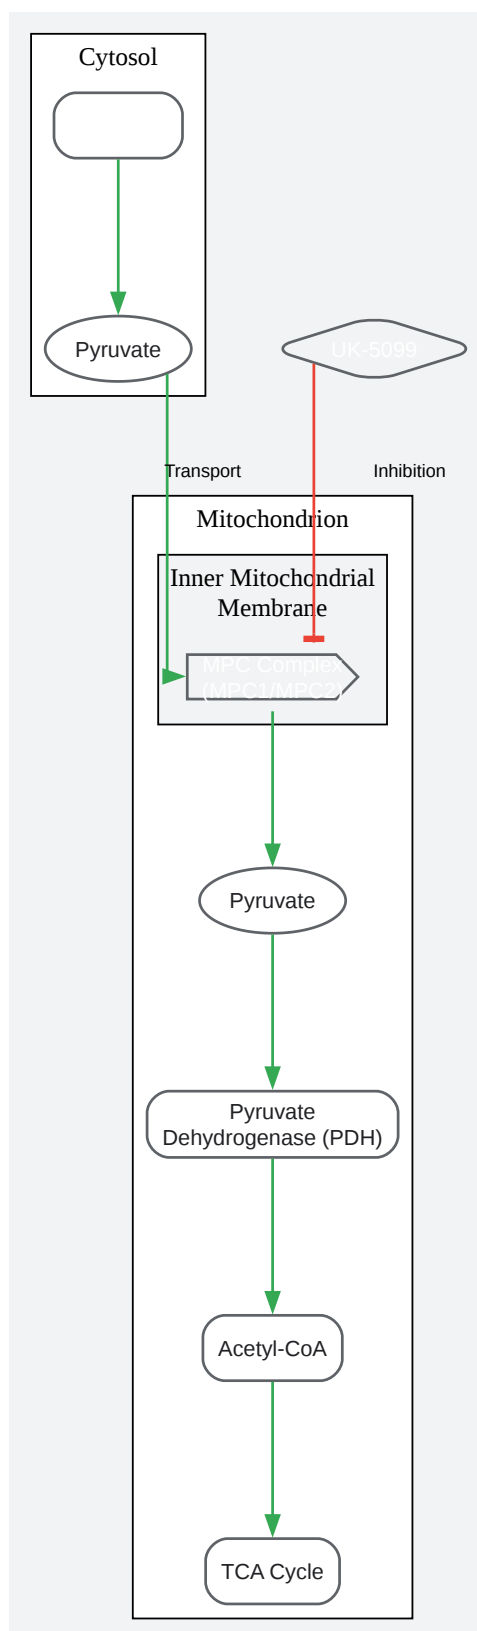 Cytosol
Pyruvate
UK-5099
Transport
Inhibition
Mitochondrion
Inner Mitochondrial
Membrane
MPC Complex
(MPC1/MPC2)
Pyruvate
Pyruvate
Dehydrogenase (PDH)
Acetyl-CoA
TCA Cycle